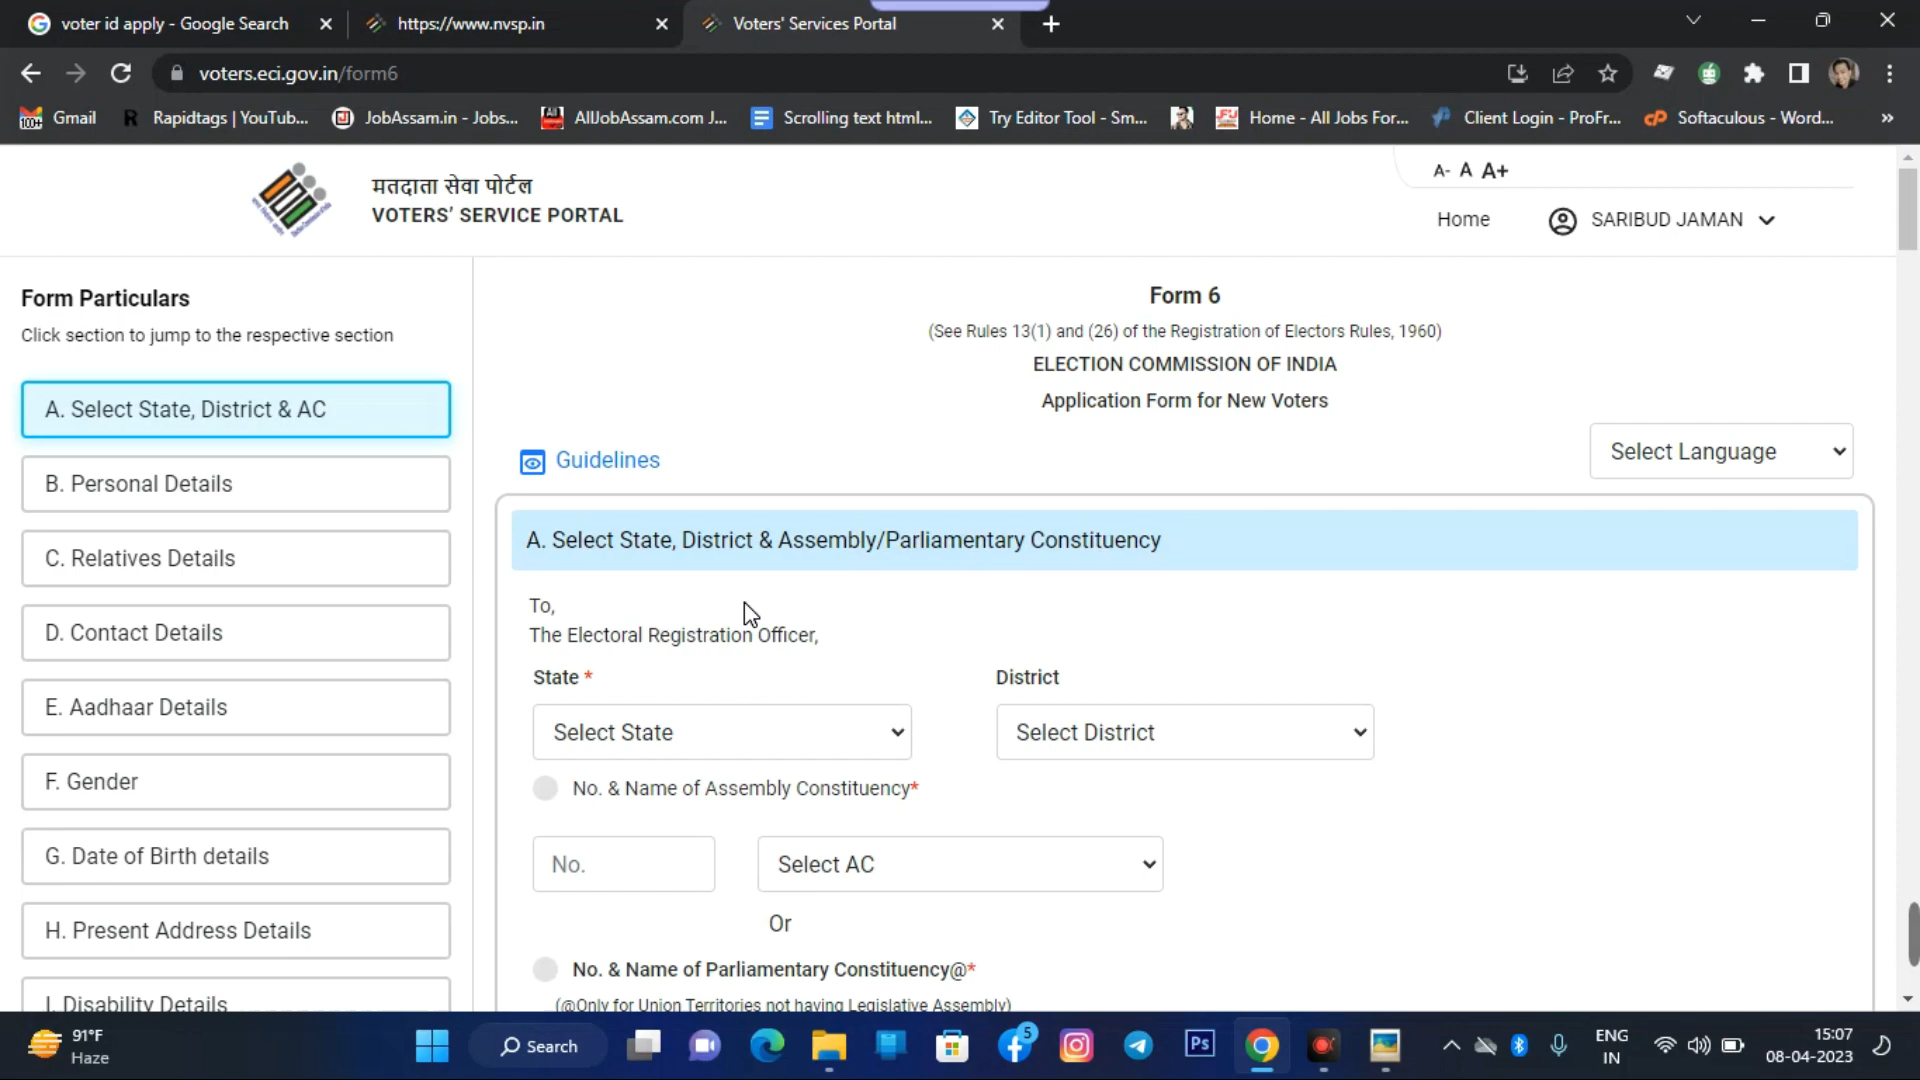 voter id apply - Google Search
https://www.nvsp.in
Voters' Services Portal
voters.eci.gov.in/form6
100+
Gmail
Rapidtags | YouTub...
JobAssam.in - Jobs...
AllJobAssam.com J...
Scrolling text html...
Try Editor Tool - Sm...
Home - All Jobs For...
Client Login - ProFr...
Softaculous - Word...
»
मतदाता सेवा पोर्टल
VOTERS' SERVICE PORTAL
A- A A+
Home
SARIBUD JAMAN
Form Particulars
Click section to jump to the respective section
A. Select State, District & AC
B. Personal Details
C. Relatives Details
D. Contact Details
E. Aadhaar Details
F. Gender
G. Date of Birth details
H. Present Address Details
I. Disability Details
Form 6
(See Rules 13(1) and (26) of the Registration of Electors Rules, 1960)
ELECTION COMMISSION OF INDIA
Application Form for New Voters
Guidelines
Select Language
A. Select State, District & Assembly/Parliamentary Constituency
To,
The Electoral Registration Officer,
State *
District
Select State
Select District
No. & Name of Assembly Constituency*
No.
Select AC
Or
No. & Name of Parliamentary Constituency@*
(@Only for Union Territories not having Legislative Assembly)
91°F
Haze
Search
5
Ps
ENG
IN
15:07
08-04-2023